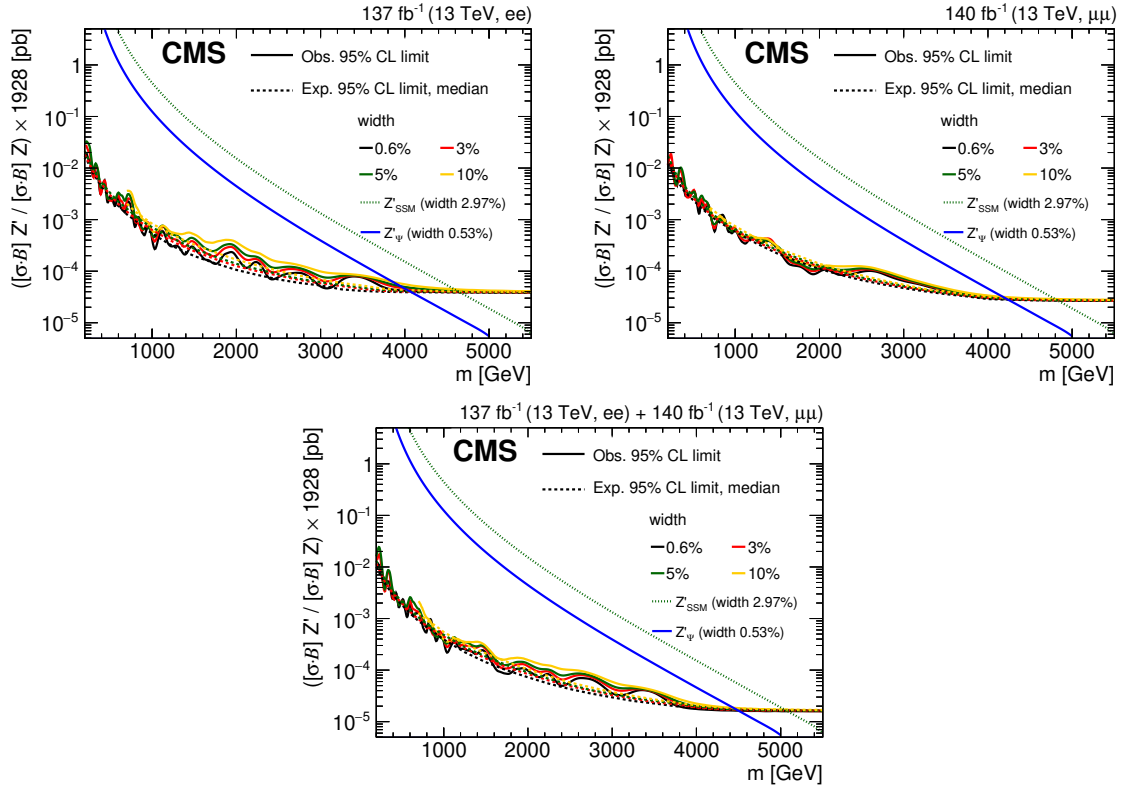 137 fb⁻¹ (13 TeV, ee)
CMS
Obs. 95% CL limit
Exp. 95% CL limit, median
width
0.6% 3%
5% 10%
Z'SSM (width 2.97%)
Z'Ψ (width 0.53%)
([σ·B] Z' / [σ·B] Z) × 1928 [pb]
1
10⁻¹
10⁻²
10⁻³
10⁻⁴
10⁻⁵
1000 2000 3000 4000 5000
m [GeV]
140 fb⁻¹ (13 TeV, μμ)
CMS
Obs. 95% CL limit
Exp. 95% CL limit, median
width
0.6% 3%
5% 10%
Z'SSM (width 2.97%)
Z'Ψ (width 0.53%)
([σ·B] Z' / [σ·B] Z) × 1928 [pb]
1
10⁻¹
10⁻²
10⁻³
10⁻⁴
10⁻⁵
1000 2000 3000 4000 5000
m [GeV]
137 fb⁻¹ (13 TeV, ee) + 140 fb⁻¹ (13 TeV, μμ)
CMS
Obs. 95% CL limit
Exp. 95% CL limit, median
width
0.6% 3%
5% 10%
Z'SSM (width 2.97%)
Z'Ψ (width 0.53%)
([σ·B] Z' / [σ·B] Z) × 1928 [pb]
1
10⁻¹
10⁻²
10⁻³
10⁻⁴
10⁻⁵
1000 2000 3000 4000 5000
m [GeV]